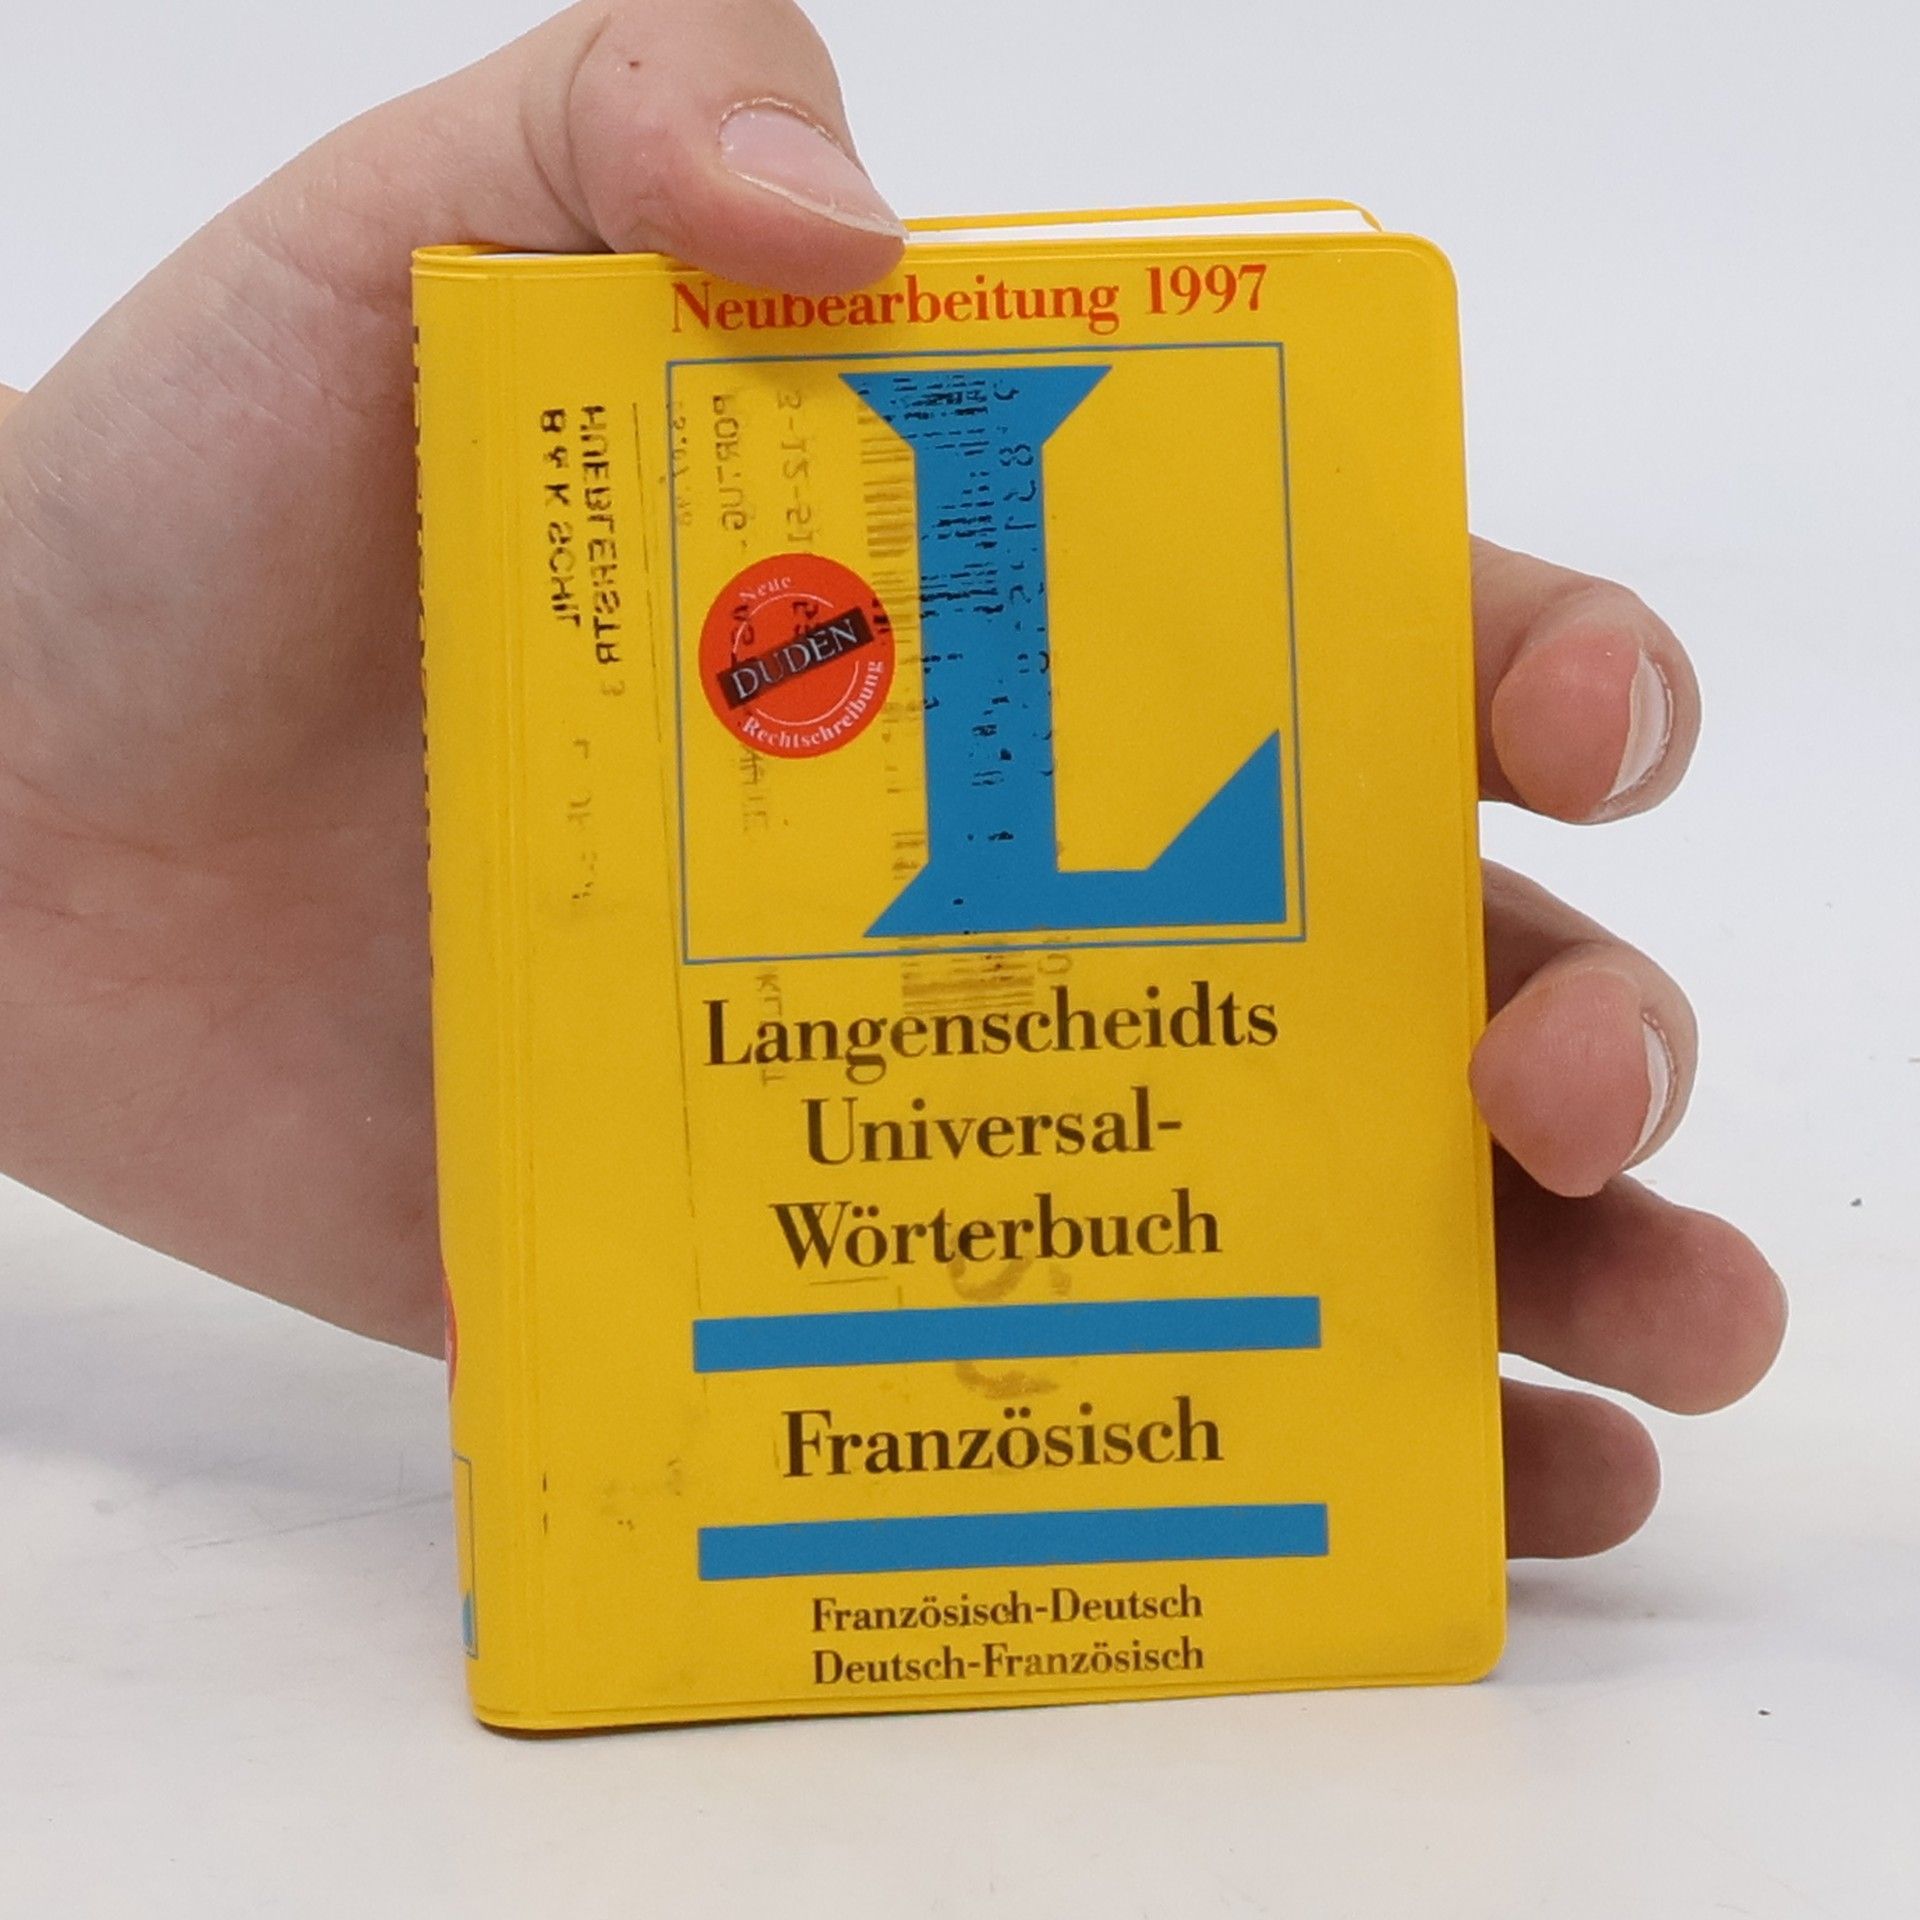 Neubearbeitung 1997
L
Neue
DUDEN
Rechtschreibung
Langenscheidts
Universal-
Wörterbuch
Französisch
Französisch-Deutsch
Deutsch-Französisch